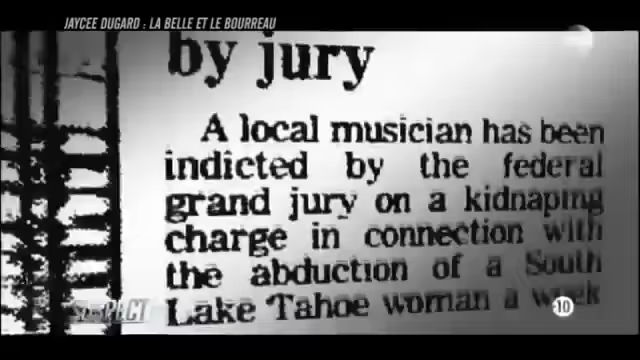 JAYCEE DUGARD : LA BELLE ET LE BOURREAU
by jury
A local musician has been
indicted by the federal
grand jury on a kidnaping
charge in connection with
the abduction of a South
Lake Tahoe woman a week
SUSPECT
-10